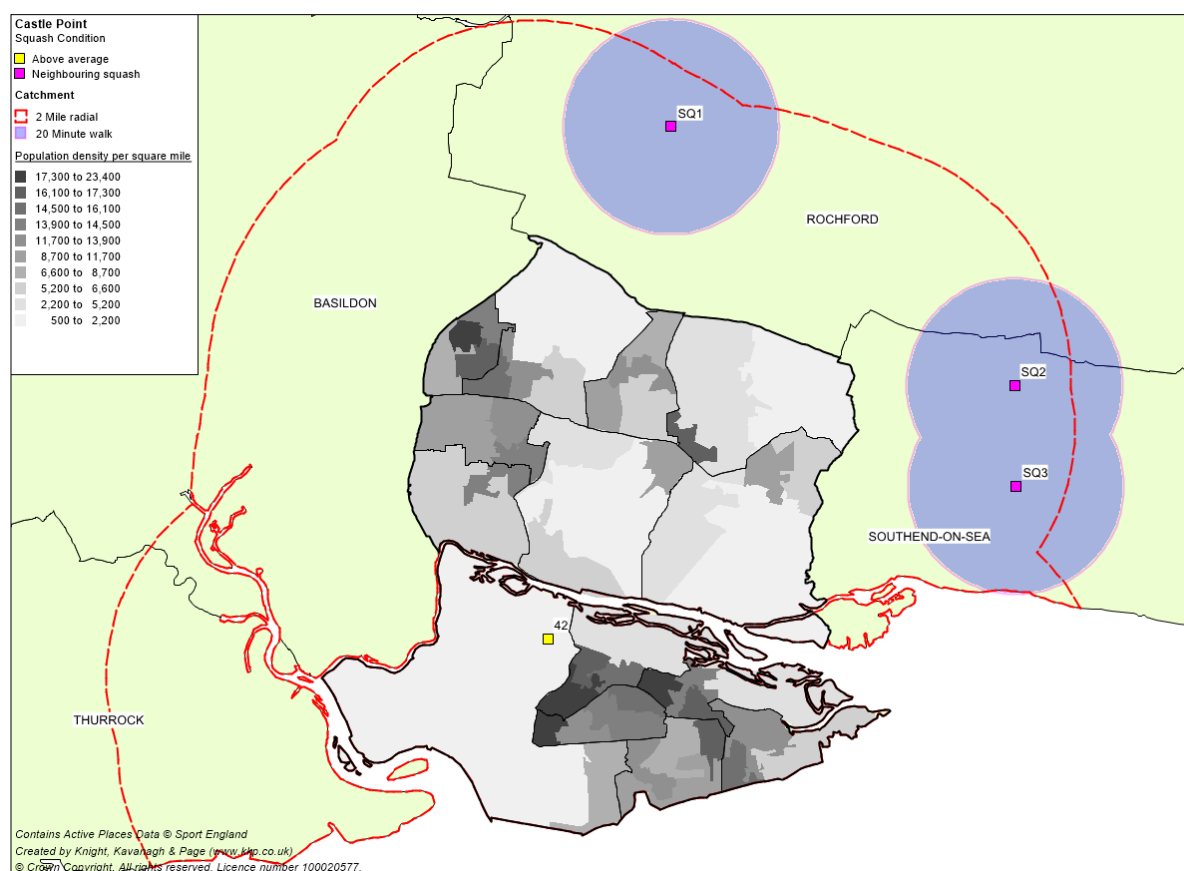 Castle Point
Squash Condition
Above average
Neighbouring squash
Catchment
2 Mile radial
20 Minute walk
Population density per square mile
17,300 to 23,400
16,100 to 17,300
14,500 to 16,100
13,900 to 14,500
11,700 to 13,900
8,700 to 11,700
6,600 to 8,700
5,200 to 6,600
2,200 to 5,200
500 to 2,200
SQ1
ROCHFORD
BASILDON
SQ2
SQ3
SOUTHEND-ON-SEA
42
THURROCK
Contains Active Places Data © Sport England
Created by Knight, Kavanagh & Page (www.kkp.co.uk)
© Crown Copyright. All rights reserved. Licence number 100020577.